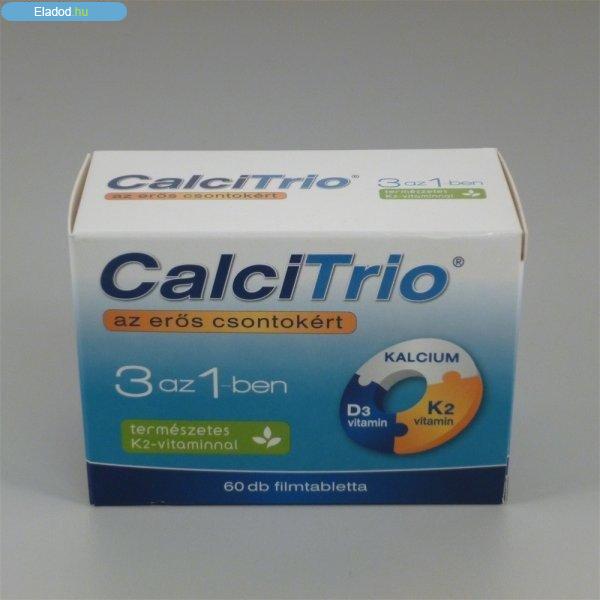 Eladod.hu
CalciTrio®
az erős csontokért
3 az 1-ben
természetes
K2-vitaminnal
CalciTrio®
az erős csontokért
3 az 1-ben
természetes
K2-vitaminnal
KALCIUM
D3
vitamin
K2
vitamin
60 db filmtabletta